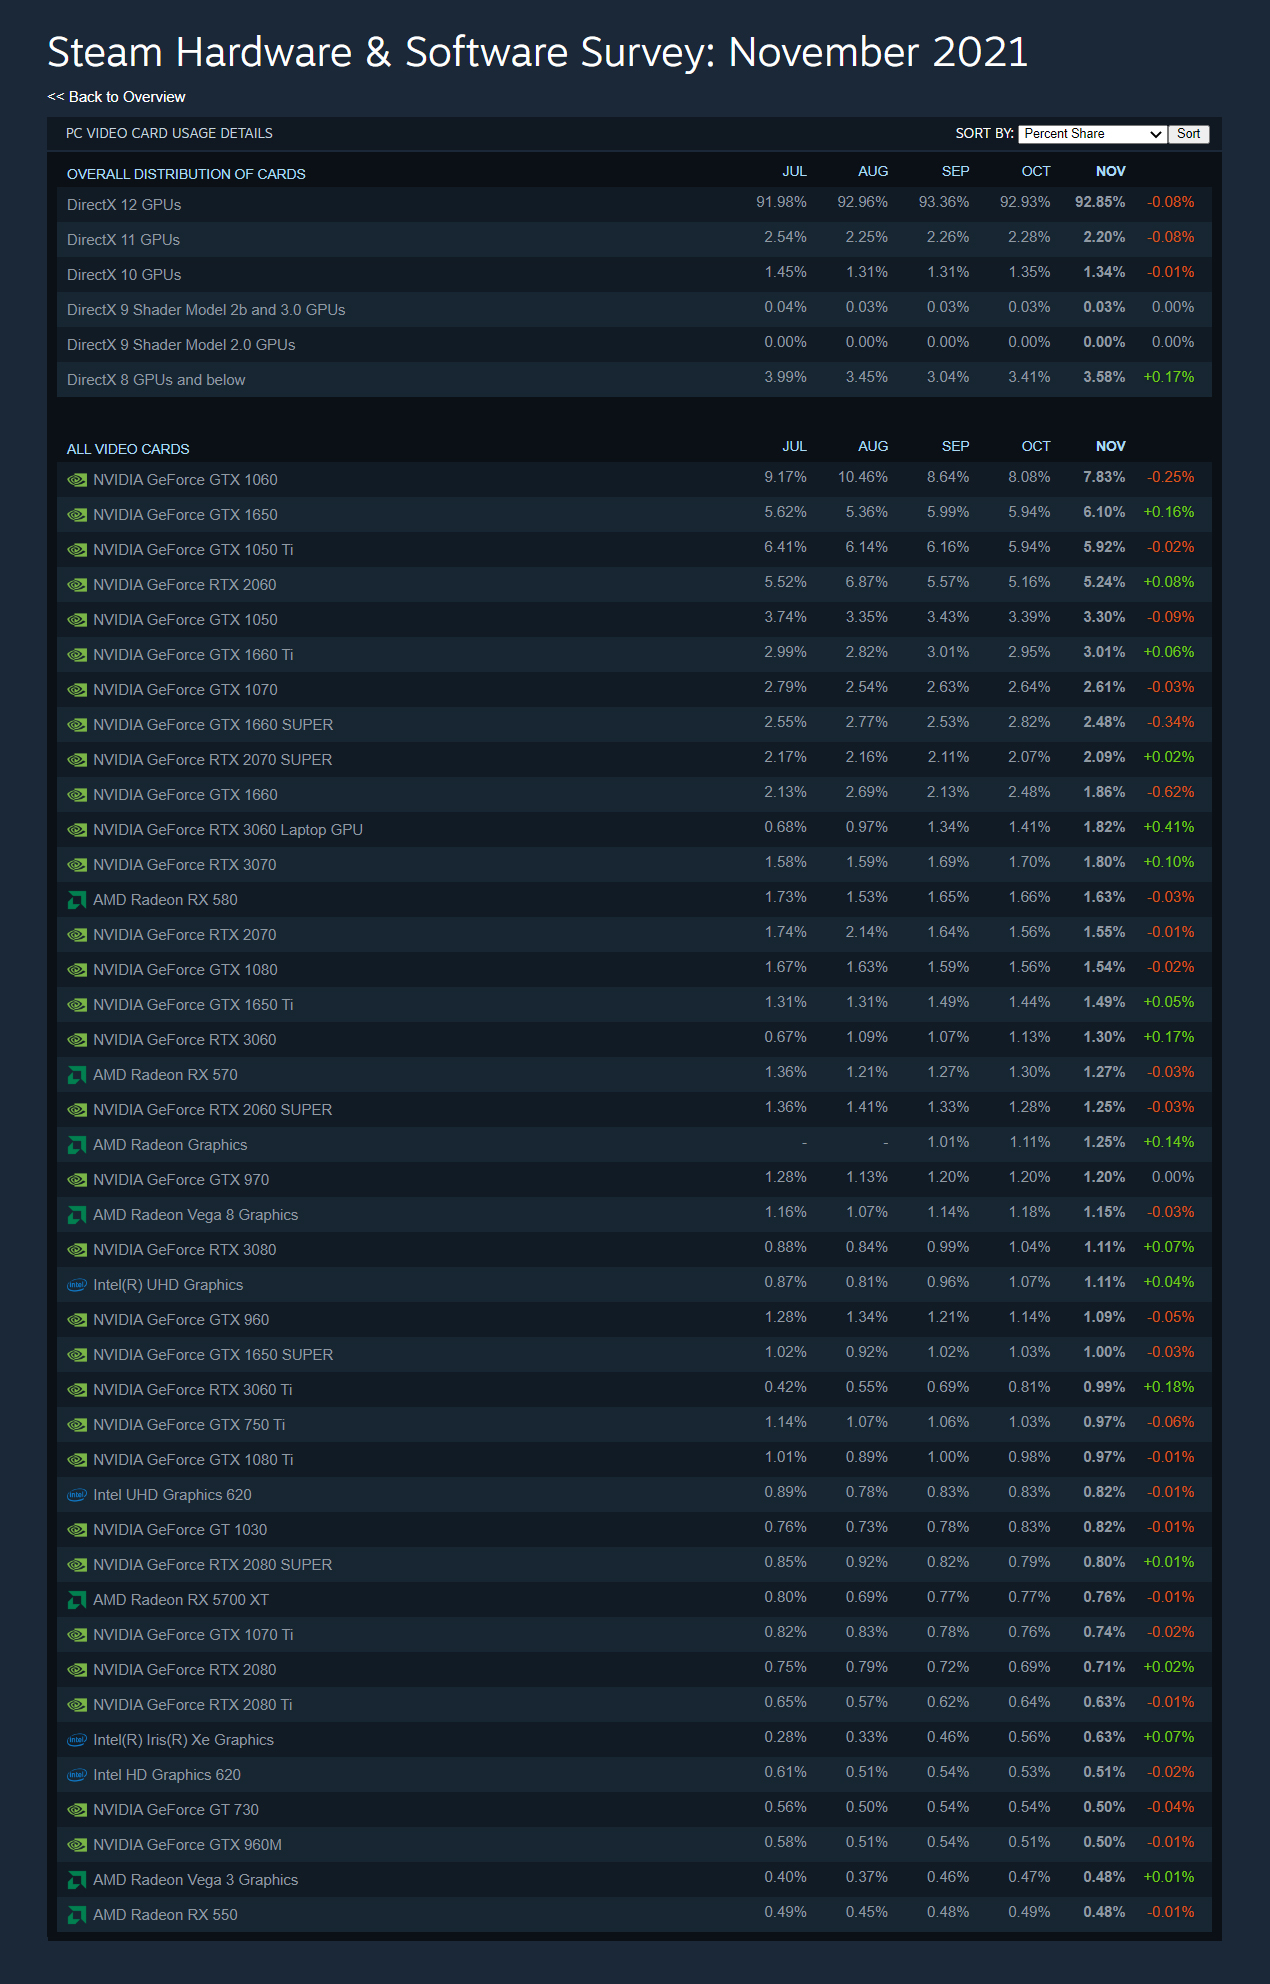 Steam Hardware & Software Survey: November 2021
<< Back to Overview
PC VIDEO CARD USAGE DETAILS SORT BY: Percent Share Sort
OVERALL DISTRIBUTION OF CARDS JUL AUG SEP OCT NOV
DirectX 12 GPUs 91.98% 92.96% 93.36% 92.93% 92.85% -0.08%
DirectX 11 GPUs 2.54% 2.25% 2.26% 2.28% 2.20% -0.08%
DirectX 10 GPUs 1.45% 1.31% 1.31% 1.35% 1.34% -0.01%
DirectX 9 Shader Model 2b and 3.0 GPUs 0.04% 0.03% 0.03% 0.03% 0.03% 0.00%
DirectX 9 Shader Model 2.0 GPUs 0.00% 0.00% 0.00% 0.00% 0.00% 0.00%
DirectX 8 GPUs and below 3.99% 3.45% 3.04% 3.41% 3.58% +0.17%
ALL VIDEO CARDS JUL AUG SEP OCT NOV
NVIDIA GeForce GTX 1060 9.17% 10.46% 8.64% 8.08% 7.83% -0.25%
NVIDIA GeForce GTX 1650 5.62% 5.36% 5.99% 5.94% 6.10% +0.16%
NVIDIA GeForce GTX 1050 Ti 6.41% 6.14% 6.16% 5.94% 5.92% -0.02%
NVIDIA GeForce RTX 2060 5.52% 6.87% 5.57% 5.16% 5.24% +0.08%
NVIDIA GeForce GTX 1050 3.74% 3.35% 3.43% 3.39% 3.30% -0.09%
NVIDIA GeForce GTX 1660 Ti 2.99% 2.82% 3.01% 2.95% 3.01% +0.06%
NVIDIA GeForce GTX 1070 2.79% 2.54% 2.63% 2.64% 2.61% -0.03%
NVIDIA GeForce GTX 1660 SUPER 2.55% 2.77% 2.53% 2.82% 2.48% -0.34%
NVIDIA GeForce RTX 2070 SUPER 2.17% 2.16% 2.11% 2.07% 2.09% +0.02%
NVIDIA GeForce GTX 1660 2.13% 2.69% 2.13% 2.48% 1.86% -0.62%
NVIDIA GeForce RTX 3060 Laptop GPU 0.68% 0.97% 1.34% 1.41% 1.82% +0.41%
NVIDIA GeForce RTX 3070 1.58% 1.59% 1.69% 1.70% 1.80% +0.10%
AMD Radeon RX 580 1.73% 1.53% 1.65% 1.66% 1.63% -0.03%
NVIDIA GeForce RTX 2070 1.74% 2.14% 1.64% 1.56% 1.55% -0.01%
NVIDIA GeForce GTX 1080 1.67% 1.63% 1.59% 1.56% 1.54% -0.02%
NVIDIA GeForce GTX 1650 Ti 1.31% 1.31% 1.49% 1.44% 1.49% +0.05%
NVIDIA GeForce RTX 3060 0.67% 1.09% 1.07% 1.13% 1.30% +0.17%
AMD Radeon RX 570 1.36% 1.21% 1.27% 1.30% 1.27% -0.03%
NVIDIA GeForce RTX 2060 SUPER 1.36% 1.41% 1.33% 1.28% 1.25% -0.03%
AMD Radeon Graphics - - 1.01% 1.11% 1.25% +0.14%
NVIDIA GeForce GTX 970 1.28% 1.13% 1.20% 1.20% 1.20% 0.00%
AMD Radeon Vega 8 Graphics 1.16% 1.07% 1.14% 1.18% 1.15% -0.03%
NVIDIA GeForce RTX 3080 0.88% 0.84% 0.99% 1.04% 1.11% +0.07%
intel Intel(R) UHD Graphics 0.87% 0.81% 0.96% 1.07% 1.11% +0.04%
NVIDIA GeForce GTX 960 1.28% 1.34% 1.21% 1.14% 1.09% -0.05%
NVIDIA GeForce GTX 1650 SUPER 1.02% 0.92% 1.02% 1.03% 1.00% -0.03%
NVIDIA GeForce RTX 3060 Ti 0.42% 0.55% 0.69% 0.81% 0.99% +0.18%
NVIDIA GeForce GTX 750 Ti 1.14% 1.07% 1.06% 1.03% 0.97% -0.06%
NVIDIA GeForce GTX 1080 Ti 1.01% 0.89% 1.00% 0.98% 0.97% -0.01%
intel Intel UHD Graphics 620 0.89% 0.78% 0.83% 0.83% 0.82% -0.01%
NVIDIA GeForce GT 1030 0.76% 0.73% 0.78% 0.83% 0.82% -0.01%
NVIDIA GeForce RTX 2080 SUPER 0.85% 0.92% 0.82% 0.79% 0.80% +0.01%
AMD Radeon RX 5700 XT 0.80% 0.69% 0.77% 0.77% 0.76% -0.01%
NVIDIA GeForce GTX 1070 Ti 0.82% 0.83% 0.78% 0.76% 0.74% -0.02%
NVIDIA GeForce RTX 2080 0.75% 0.79% 0.72% 0.69% 0.71% +0.02%
NVIDIA GeForce RTX 2080 Ti 0.65% 0.57% 0.62% 0.64% 0.63% -0.01%
intel Intel(R) Iris(R) Xe Graphics 0.28% 0.33% 0.46% 0.56% 0.63% +0.07%
intel Intel HD Graphics 620 0.61% 0.51% 0.54% 0.53% 0.51% -0.02%
NVIDIA GeForce GT 730 0.56% 0.50% 0.54% 0.54% 0.50% -0.04%
NVIDIA GeForce GTX 960M 0.58% 0.51% 0.54% 0.51% 0.50% -0.01%
AMD Radeon Vega 3 Graphics 0.40% 0.37% 0.46% 0.47% 0.48% +0.01%
AMD Radeon RX 550 0.49% 0.45% 0.48% 0.49% 0.48% -0.01%